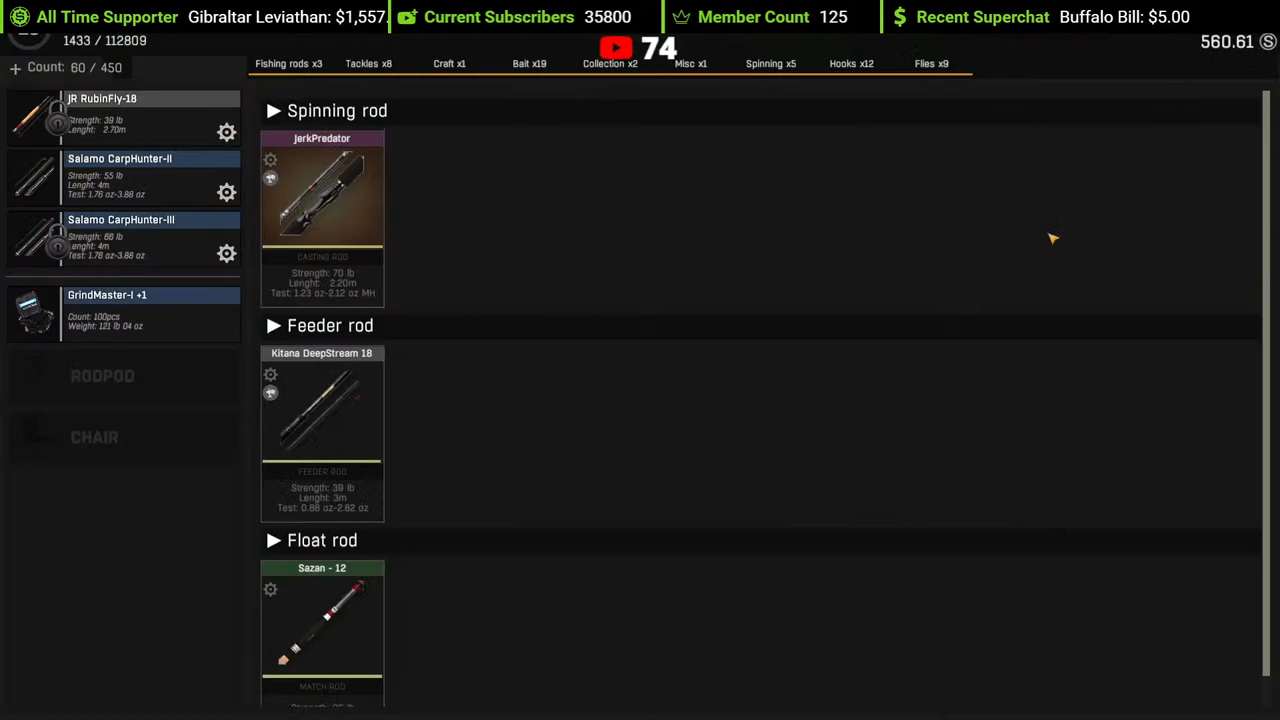 All Time Supporter Gibraltar Leviathan: $1,557.
Current Subscribers 35800
Member Count 125
Recent Superchat Buffalo Bill: $5.00
1433 / 112809
74
560.61
Count: 60 / 450
Fishing rods x3
Tackles x8
Craft x1
Bait x19
Collection x2
Misc x1
Spinning x5
Hooks x12
Flies x9
JR RubinFly-18
Strength: 39 lb
Lenght: 2.70m
Salamo CarpHunter-II
Strength: 55 lb
Lenght: 4m
Test: 1.76 oz-3.88 oz
Salamo CarpHunter-III
Strength: 66 lb
Lenght: 4m
Test: 1.76 oz-3.88 oz
GrindMaster-I +1
Count: 100pcs
Weight: 121 lb 04 oz
RODPOD
CHAIR
Spinning rod
JerkPredator
CASTING ROD
Strength: 70 lb
Lenght: 2.20m
Test: 1.23 oz-2.12 oz MH
Feeder rod
Kitana DeepStream 18
FEEDER ROD
Strength: 39 lb
Lenght: 3m
Test: 0.88 oz-2.82 oz
Float rod
Sazan - 12
MATCH-ROD